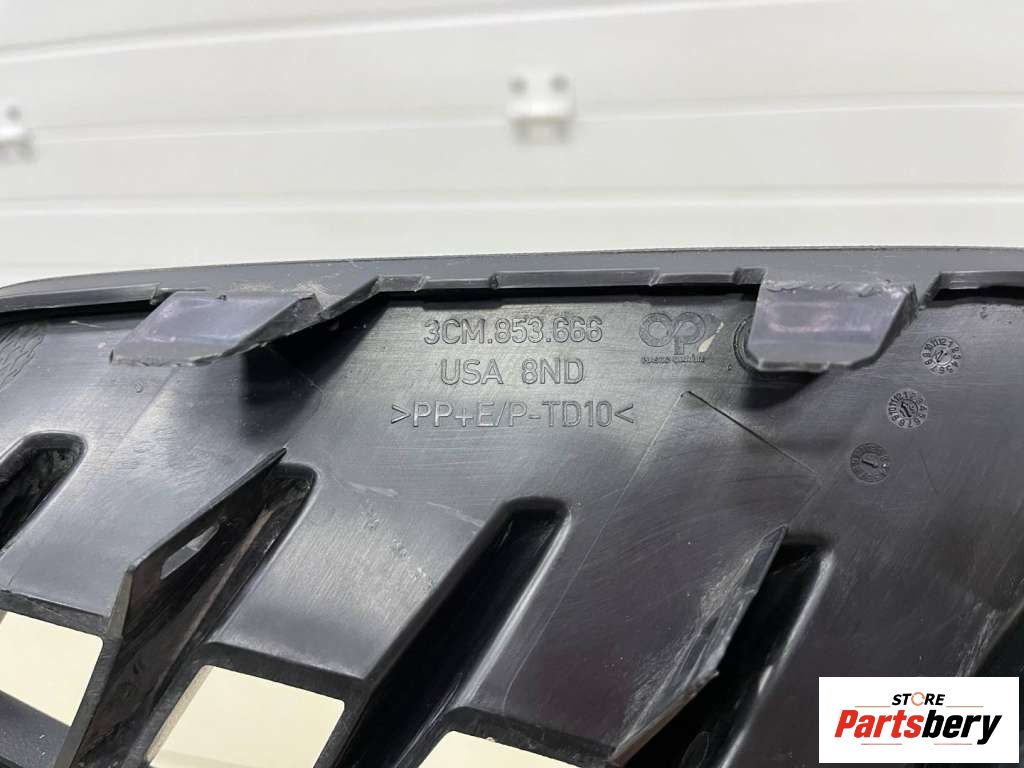 3CM.853.666
USA 8ND
>PP+E/P-TD10<
STORE
Partsbery